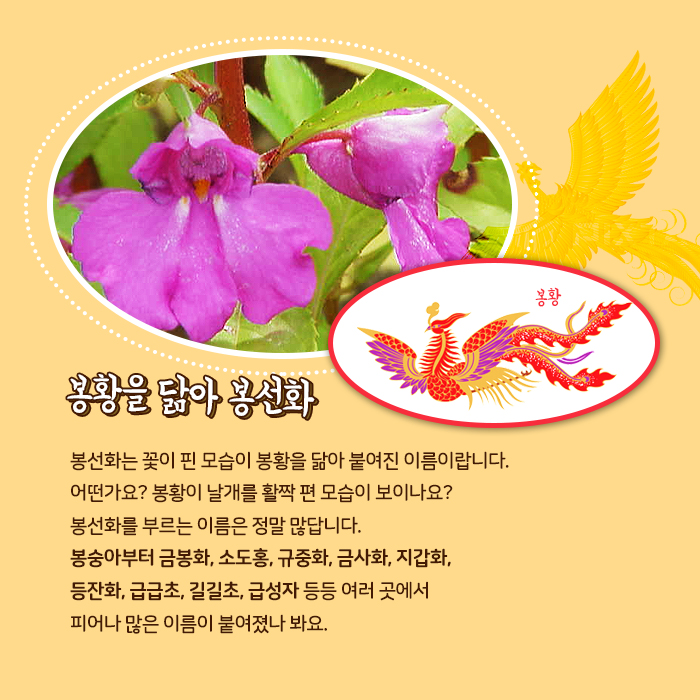 봉황
봉황을 닮아 봉선화
봉선화는 꽃이 핀 모습이 봉황을 닮아 붙여진 이름이랍니다.
어떤가요? 봉황이 날개를 활짝 편 모습이 보이나요?
봉선화를 부르는 이름은 정말 많답니다.
봉숭아부터 금봉화, 소도홍, 규중화, 금사화, 지갑화,
등잔화, 급급초, 길길초, 급성자 등등 여러 곳에서
피어나 많은 이름이 붙여졌나 봐요.